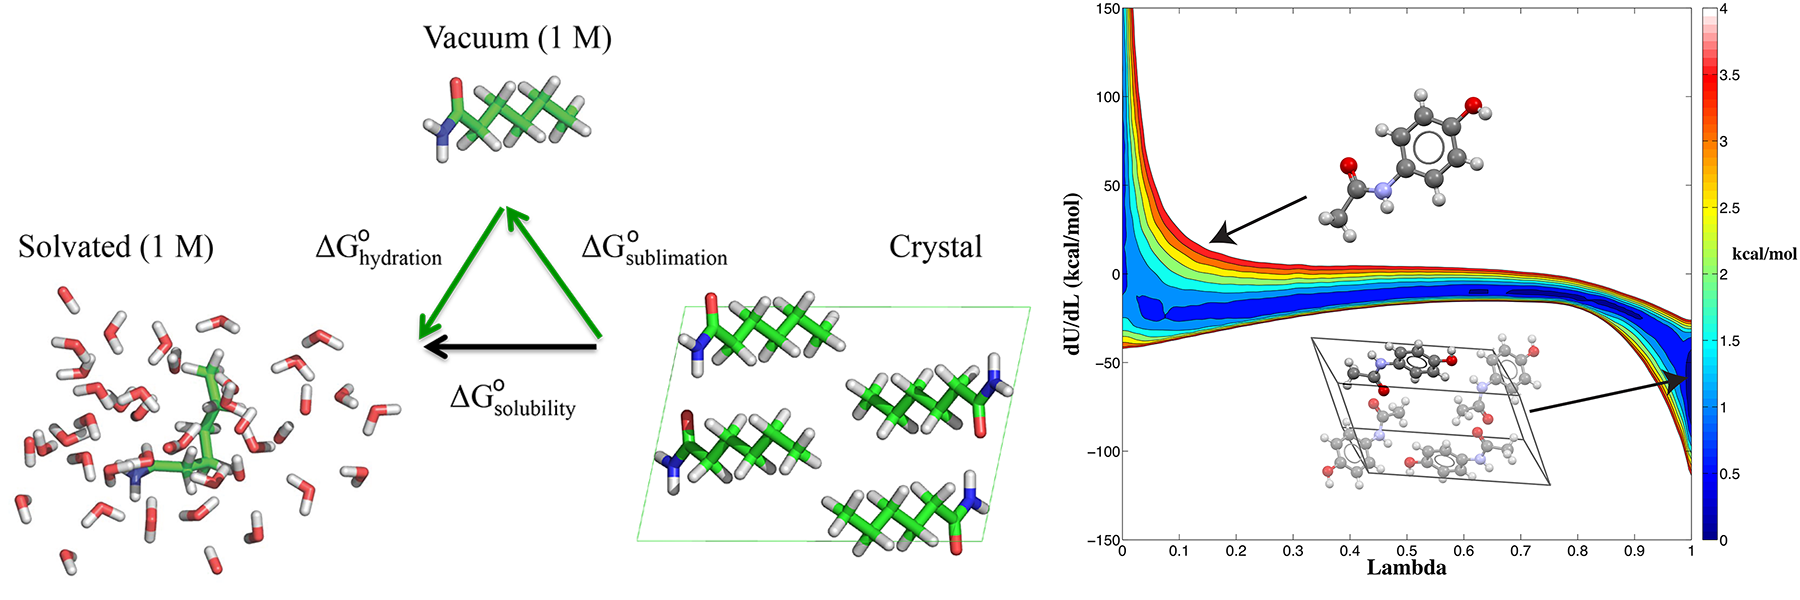 Vacuum (1 M)
Solvated (1 M)
ΔG°hydration
ΔG°sublimation
Crystal
ΔG°solubility
150
100
50
0
−50
−100
−150
dU/dL (kcal/mol)
0 0.1 0.2 0.3 0.4 0.5 0.6 0.7 0.8 0.9 1
Lambda
4
3.5
3
2.5
2
1.5
1
0.5
0
kcal/mol